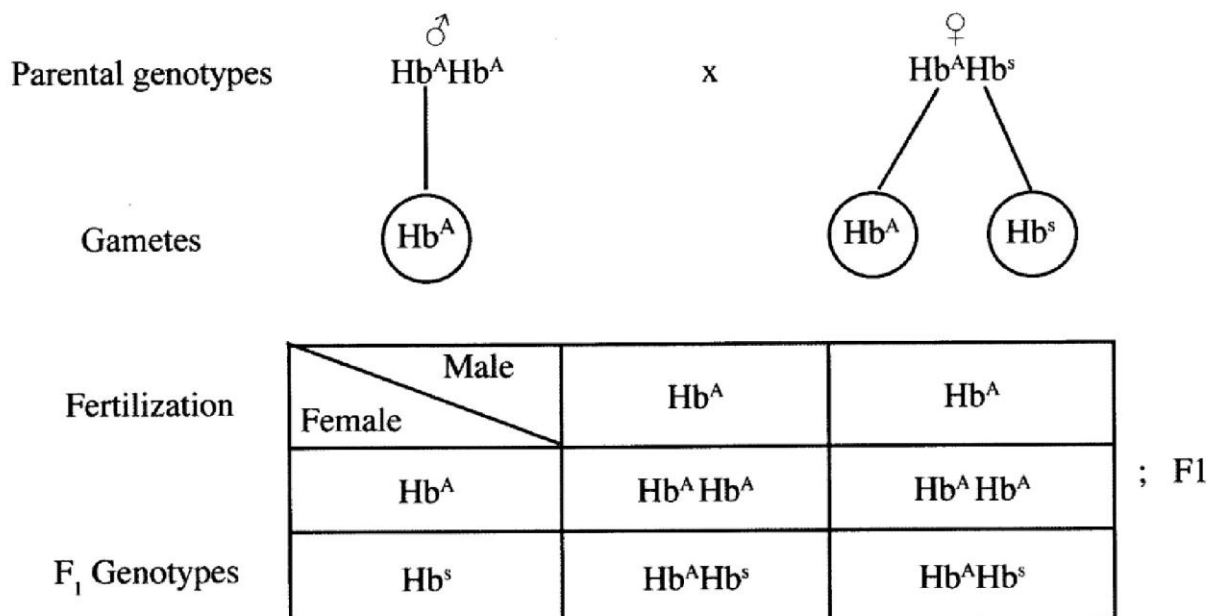 ♂ ♀
Parental genotypes Hb^A Hb^A x Hb^A Hb^s
Gametes Hb^A Hb^A Hb^s
Male
Fertilization Hb^A Hb^A
Female
Hb^A Hb^A Hb^A Hb^A Hb^A ; F1
F₁ Genotypes Hb^s Hb^A Hb^s Hb^A Hb^s